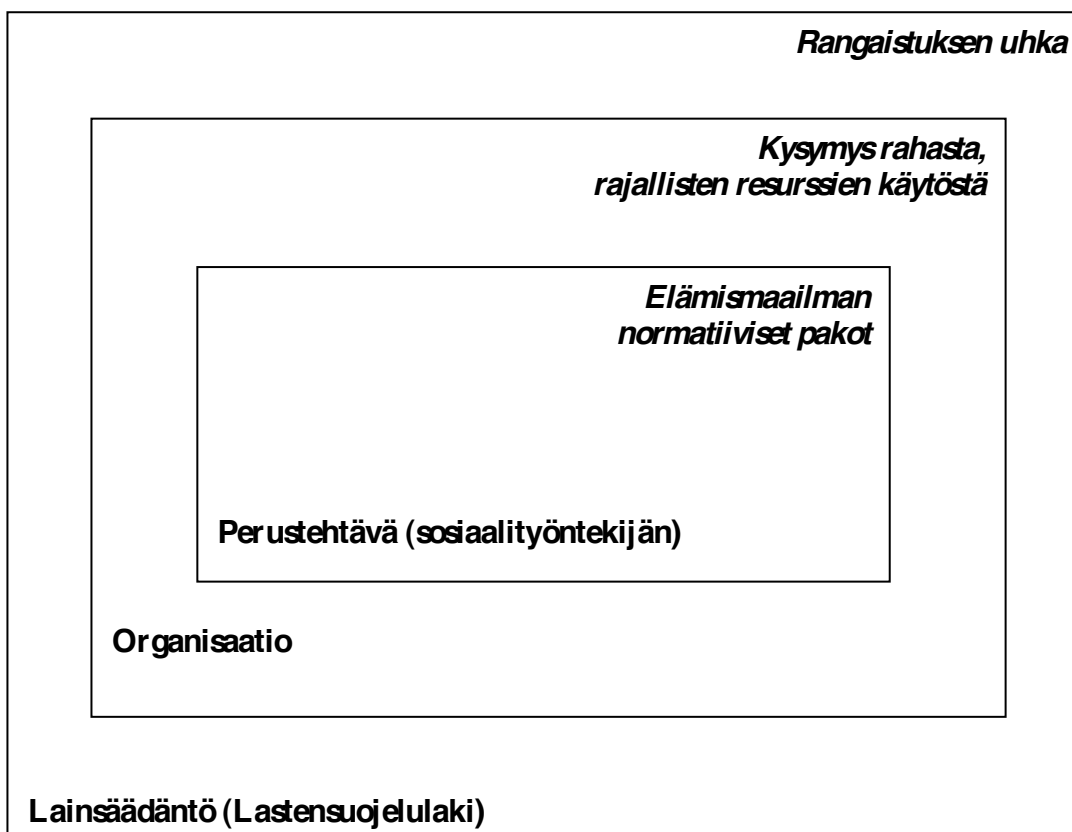 Rangaistuksen uhka
Kysymys rahasta,
rajallisten resurssien käytöstä
Elämismaailman
normatiiviset pakot
Perustehtävä (sosiaalityöntekijän)
Organisaatio
Lainsäädäntö (Lastensuojelulaki)